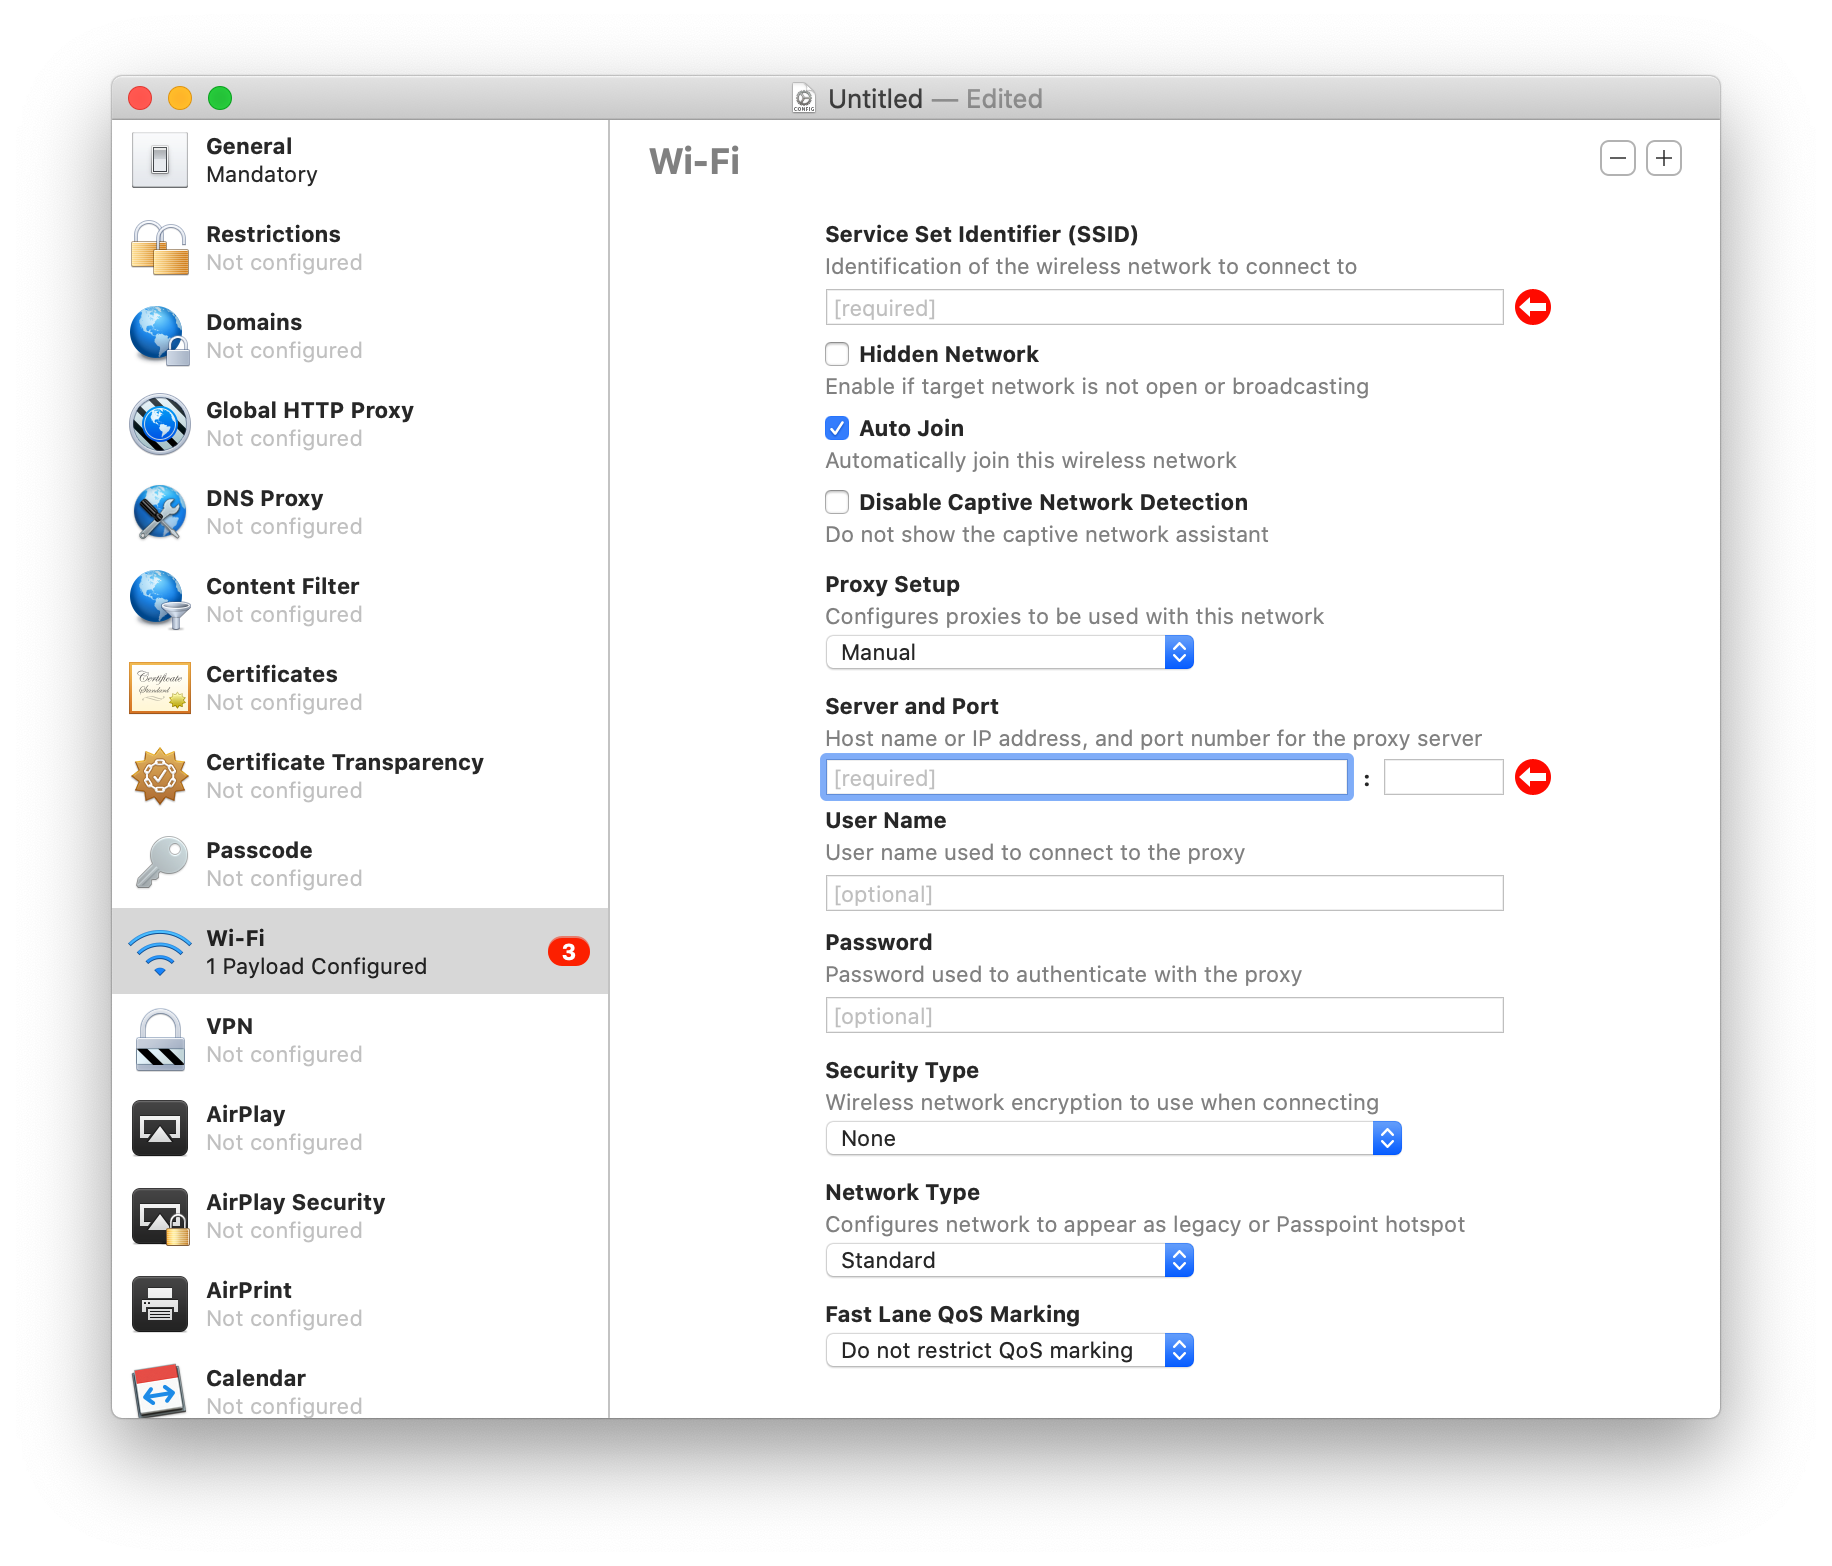 Untitled — Edited
General
Mandatory
Restrictions
Not configured
Domains
Not configured
Global HTTP Proxy
Not configured
DNS Proxy
Not configured
Content Filter
Not configured
Certificates
Not configured
Certificate Transparency
Not configured
Passcode
Not configured
Wi-Fi
1 Payload Configured
3
VPN
Not configured
AirPlay
Not configured
AirPlay Security
Not configured
AirPrint
Not configured
Calendar
Not configured
Wi-Fi
Service Set Identifier (SSID)
Identification of the wireless network to connect to
[required]
Hidden Network
Enable if target network is not open or broadcasting
Auto Join
Automatically join this wireless network
Disable Captive Network Detection
Do not show the captive network assistant
Proxy Setup
Configures proxies to be used with this network
Manual
Server and Port
Host name or IP address, and port number for the proxy server
[required] :
User Name
User name used to connect to the proxy
[optional]
Password
Password used to authenticate with the proxy
[optional]
Security Type
Wireless network encryption to use when connecting
None
Network Type
Configures network to appear as legacy or Passpoint hotspot
Standard
Fast Lane QoS Marking
Do not restrict QoS marking